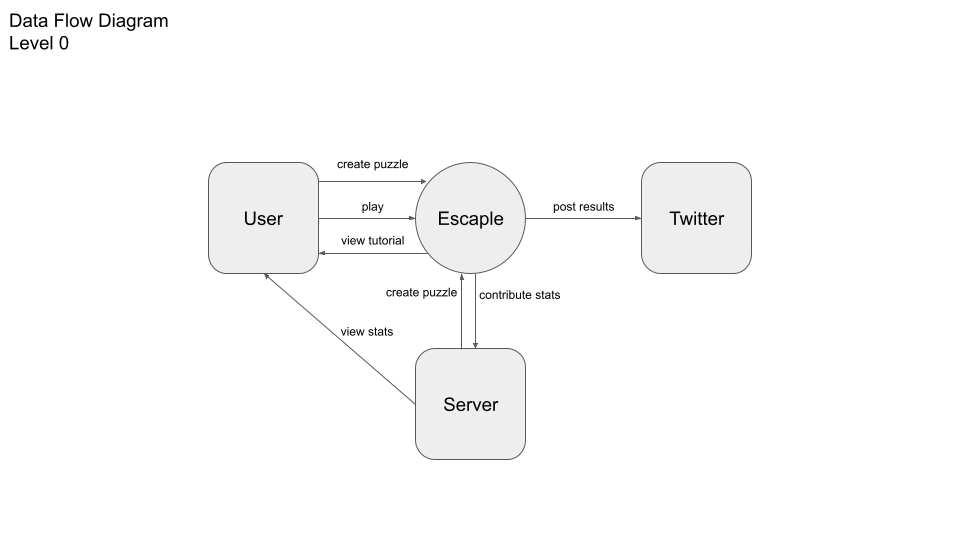 Data Flow Diagram
Level 0
create puzzle
User
play
Escaple
post results
Twitter
view tutorial
create puzzle
contribute stats
view stats
Server